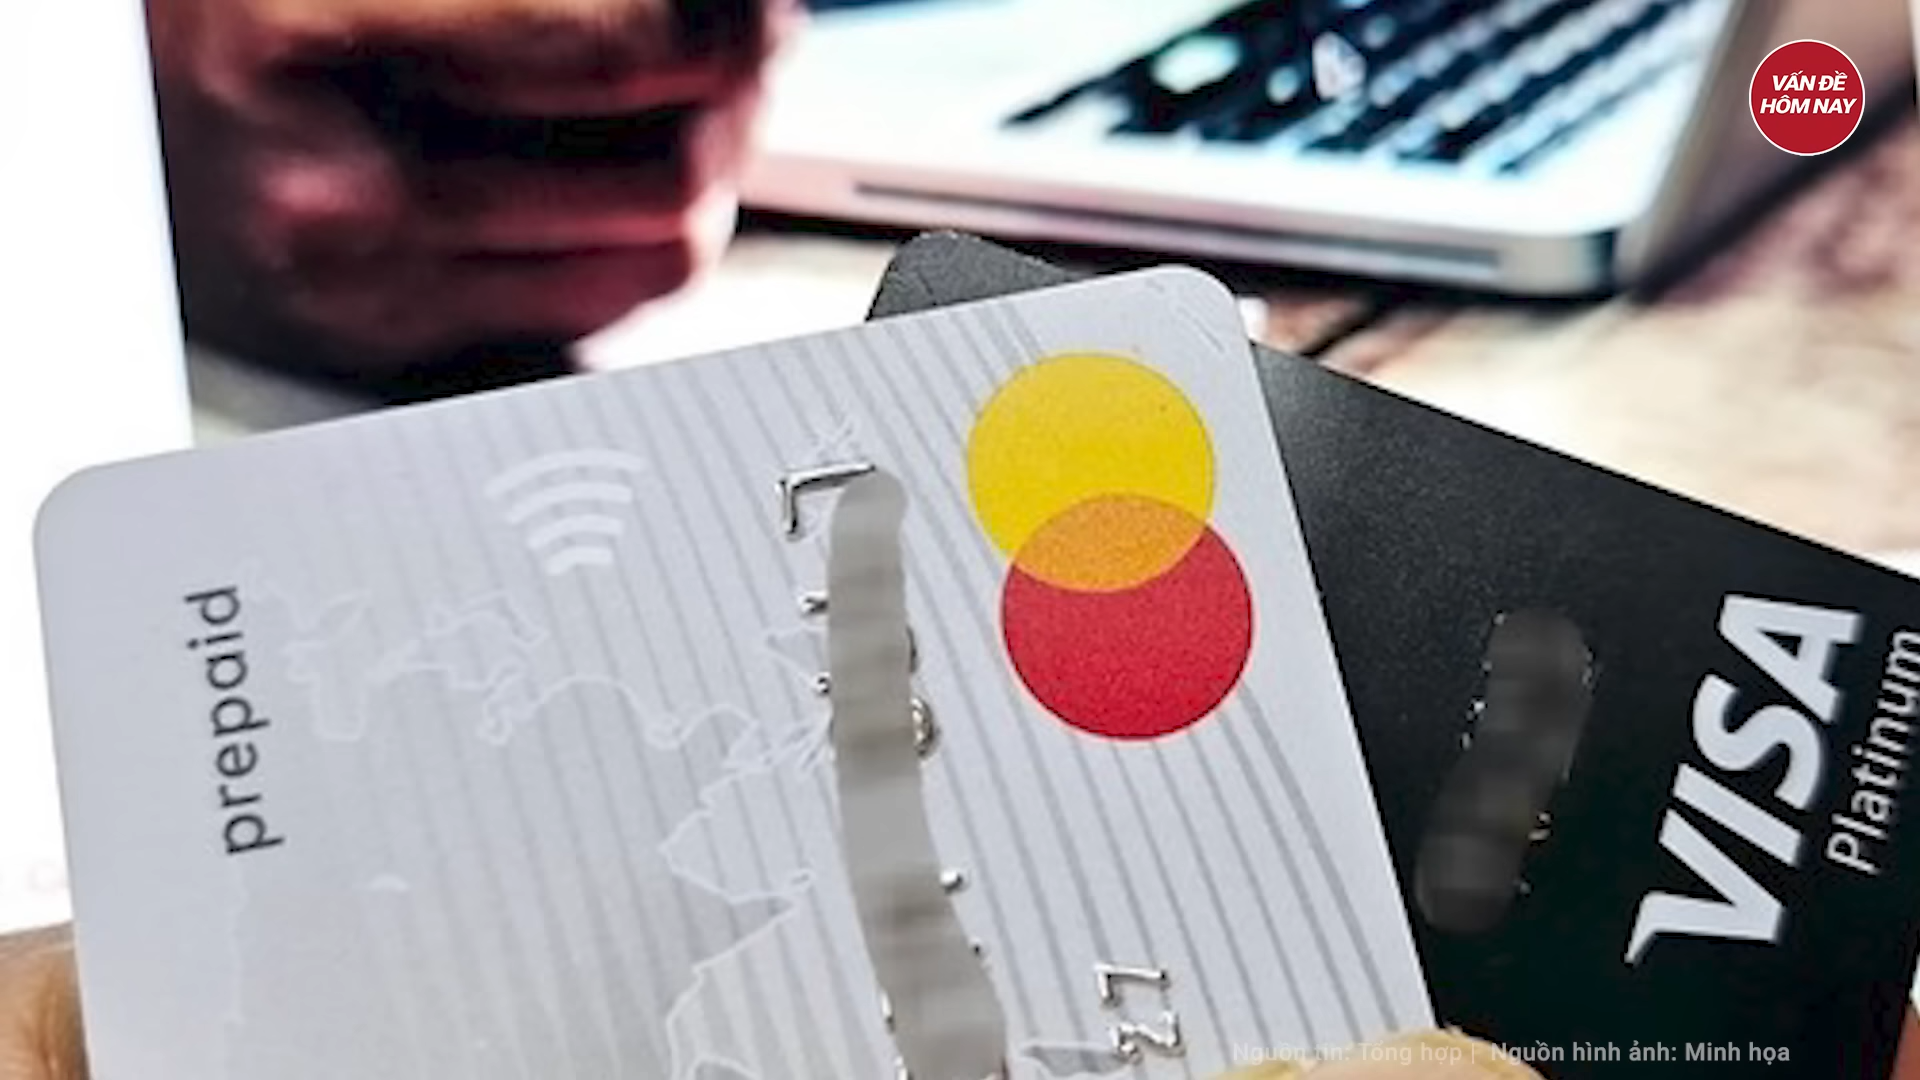 VẤN ĐỀ
HÔM NAY
prepaid
VISA
Platinum
Nguồn tin: Tổng hợp | Nguồn hình ảnh: Minh họa